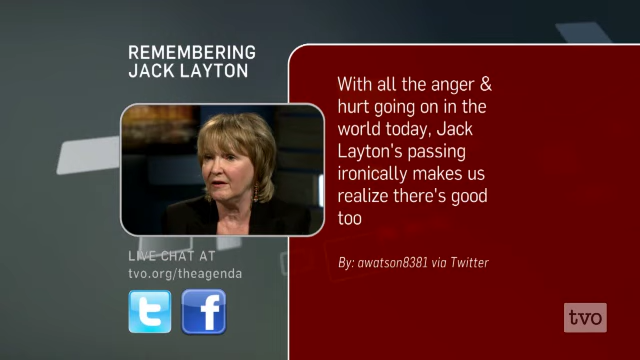 REMEMBERING
JACK LAYTON
With all the anger &
hurt going on in the
world today, Jack
Layton's passing
ironically makes us
realize there's good
too
By: awatson8381 via Twitter
LIVE CHAT AT
tvo.org/theagenda
tvo